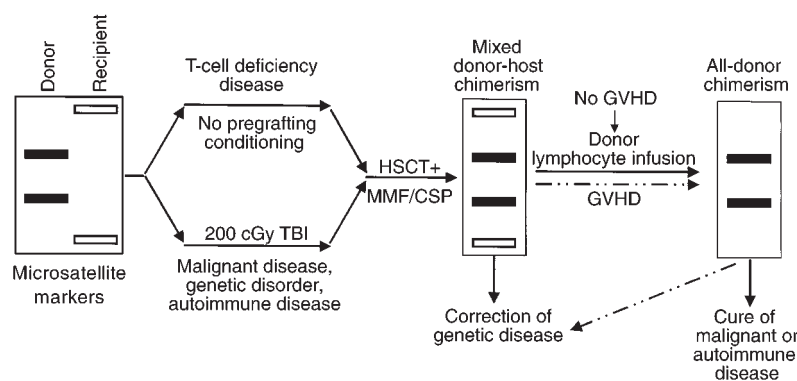 Donor
Recipient
Microsatellite
markers
T-cell deficiency
disease
No pregrafting
conditioning
200 cGy TBI
Malignant disease,
genetic disorder,
autoimmune disease
HSCT+
MMF/CSP
Mixed
donor-host
chimerism
Correction of
genetic disease
No GVHD
Donor
lymphocyte infusion
GVHD
All-donor
chimerism
Cure of
malignant or
autoimmune
disease